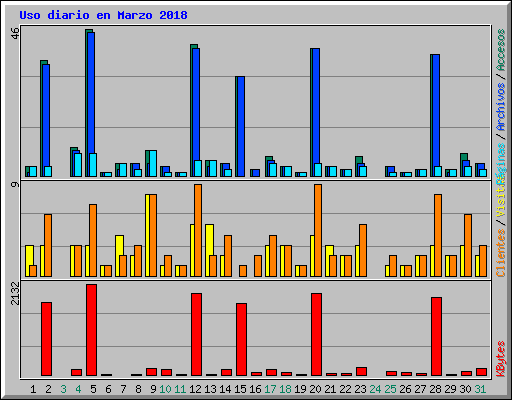 Uso diario en Marzo 2018
46
9
2132
Accesos / Archivos / Páginas
Clientes / Visitas
KBytes
1 2 3 4 5 6 7 8 9 10 11 12 13 14 15 16 17 18 19 20 21 22 23 24 25 26 27 28 29 30 31